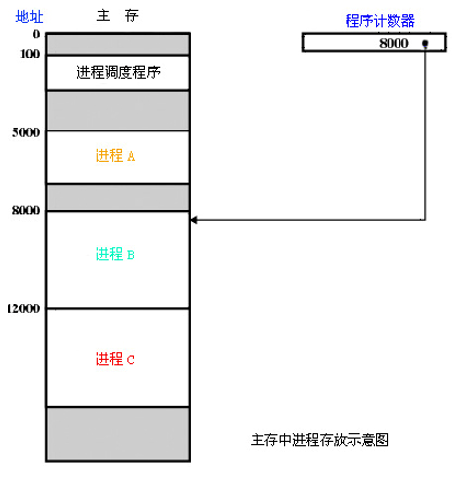 地址
主 存
程序计数器
0
8000
100
进程调度程序
5000
进程 A
8000
进程 B
12000
进程 C
主存中进程存放示意图